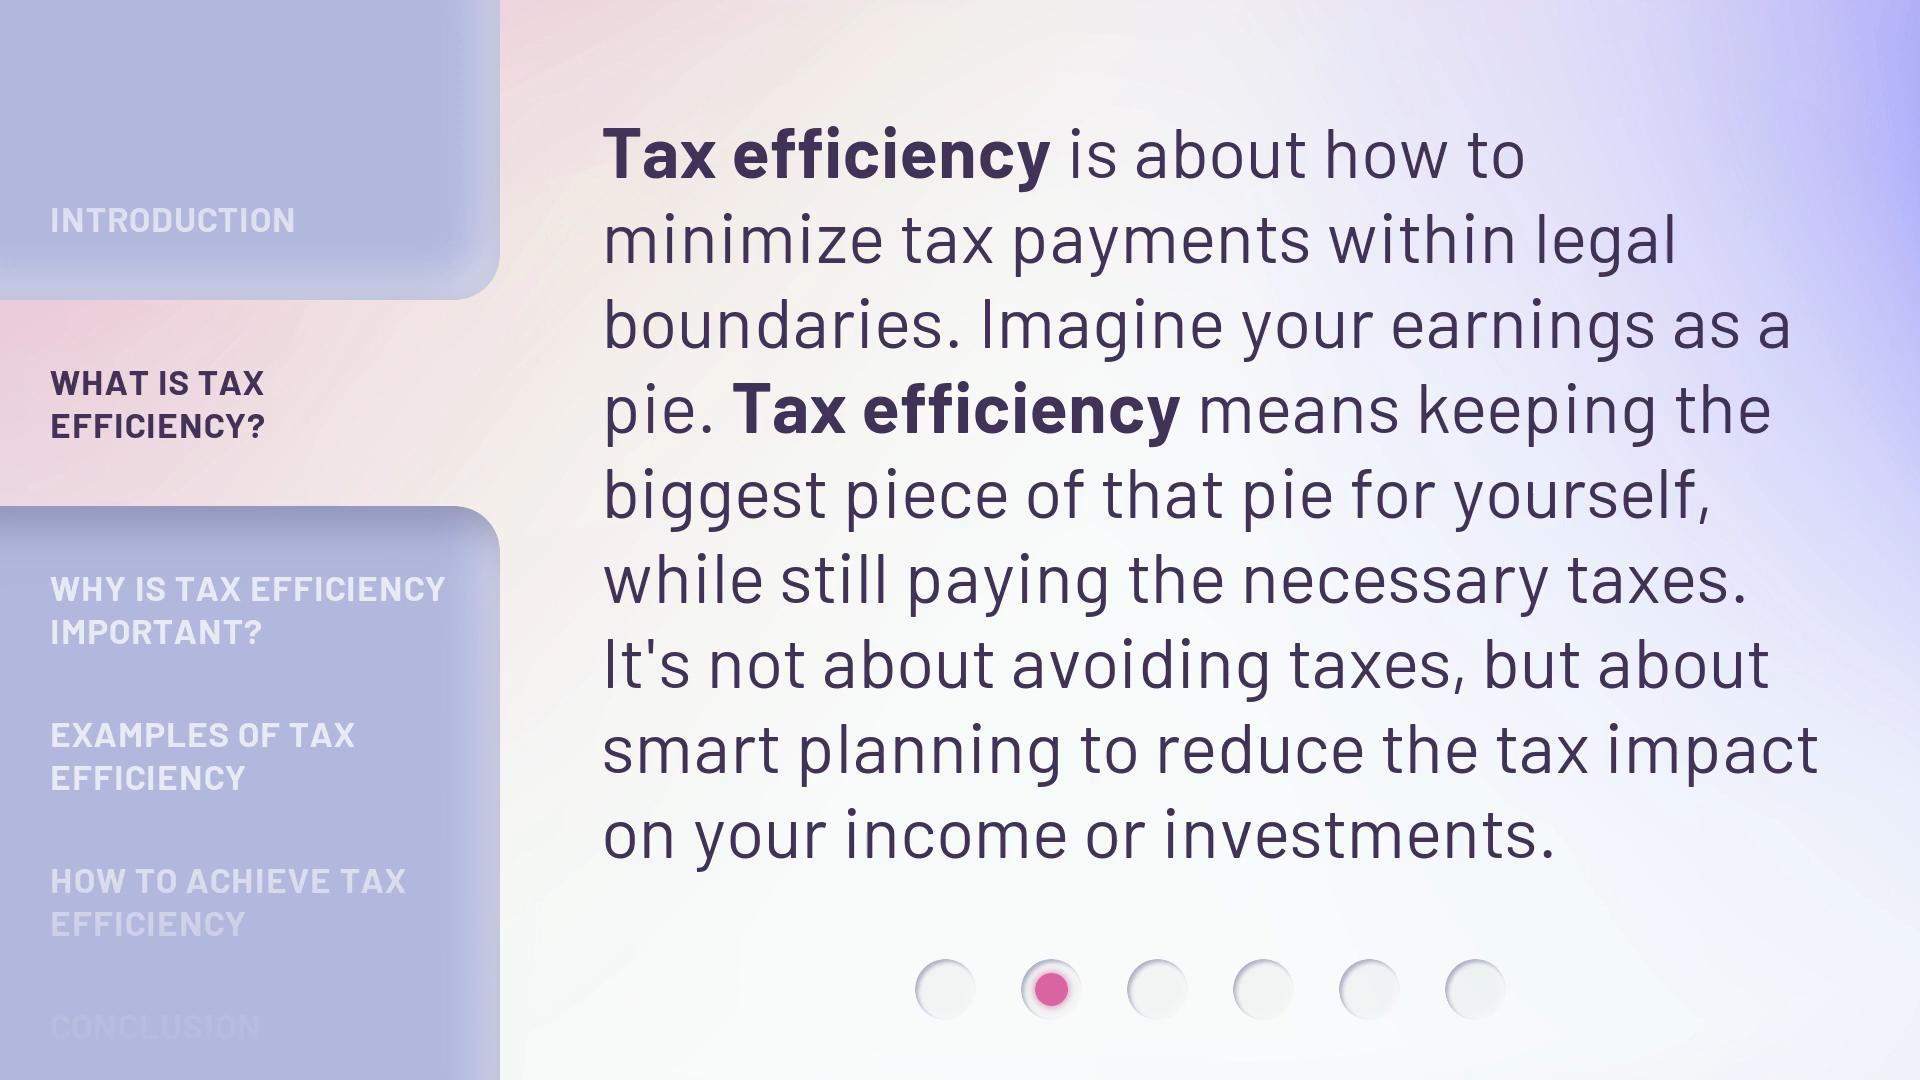 INTRODUCTION
WHAT IS TAX
EFFICIENCY?
WHY IS TAX EFFICIENCY
IMPORTANT?
EXAMPLES OF TAX
EFFICIENCY
HOW TO ACHIEVE TAX
EFFICIENCY
CONCLUSION
Tax efficiency is about how to
minimize tax payments within legal
boundaries. Imagine your earnings as a
pie. Tax efficiency means keeping the
biggest piece of that pie for yourself,
while still paying the necessary taxes.
It's not about avoiding taxes, but about
smart planning to reduce the tax impact
on your income or investments.